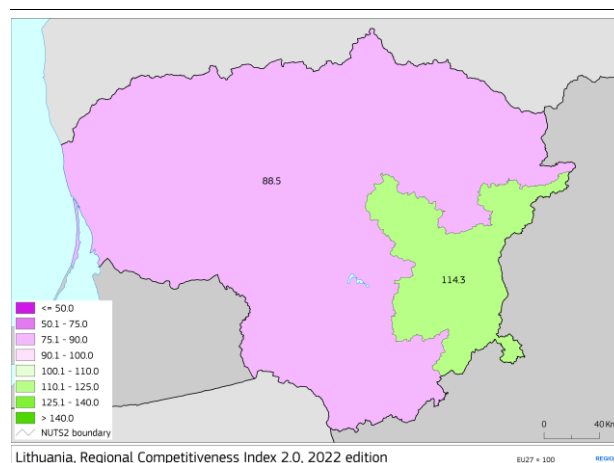 88.5
114.3
<= 50.0
50.1 - 75.0
75.1 - 90.0
90.1 - 100.0
100.1 - 110.0
110.1 - 125.0
125.1 - 140.0
> 140.0
NUTS2 boundary
0 40 Km
Lithuania, Regional Competitiveness Index 2.0, 2022 edition
EU27 = 100